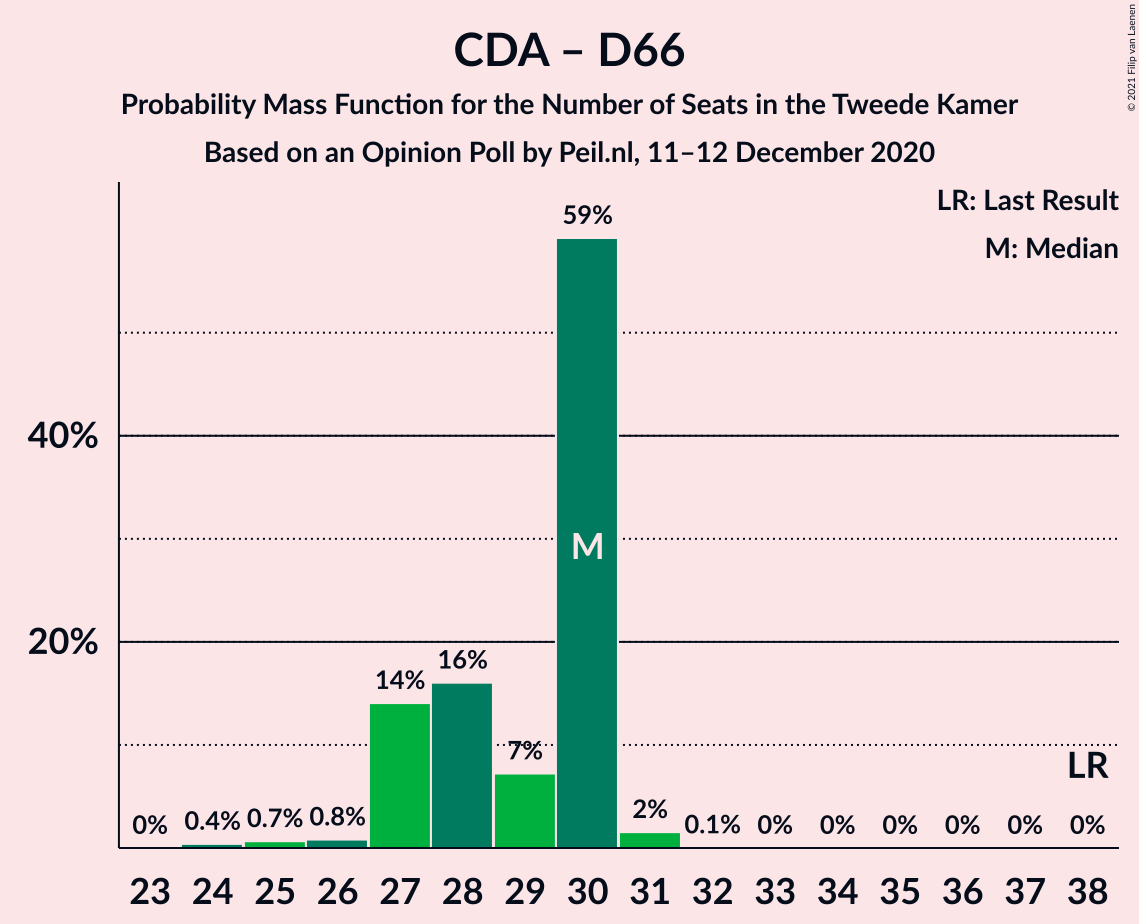 © 2021 Filip van Laenen
CDA – D66
Probability Mass Function for the Number of Seats in the Tweede Kamer
Based on an Opinion Poll by Peil.nl, 11–12 December 2020
LR: Last Result
M: Median
59%
40%
M
20%
16%
14%
7%
LR
0% 0.4% 0.7% 0.8% 2% 0.1% 0% 0% 0% 0% 0% 0%
23 24 25 26 27 28 29 30 31 32 33 34 35 36 37 38